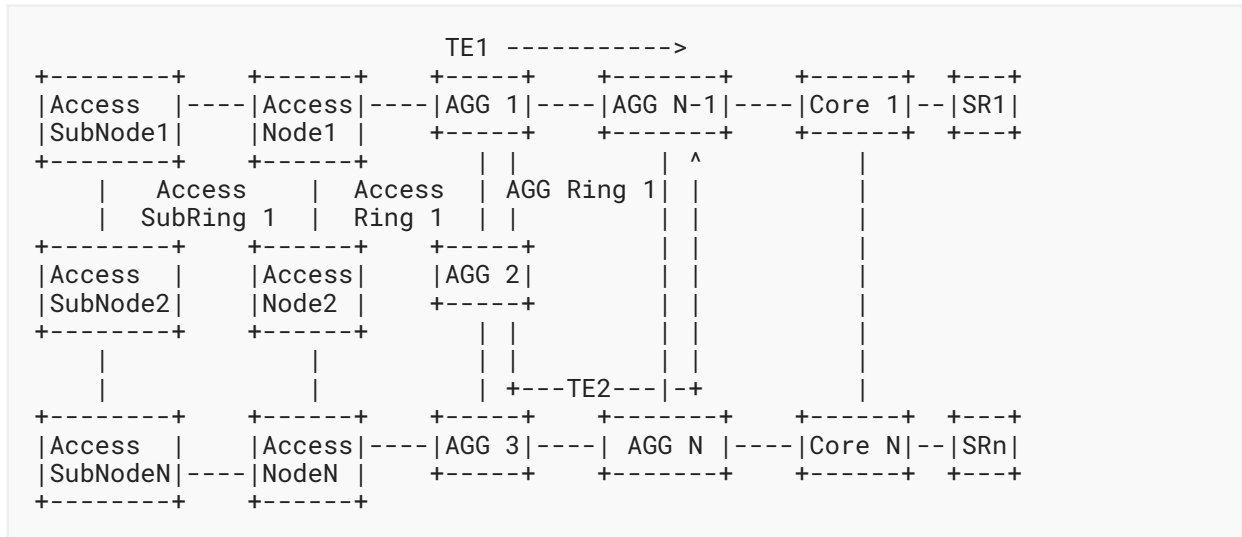 TE1 ----------->
+--------+    +------+    +-----+    +-------+    +------+  +---+
|Access  |----|Access|----|AGG 1|----|AGG N-1|----|Core 1|--|SR1|
|SubNode1|    |Node1 |    +-----+    +-------+    +------+  +---+
+--------+    +------+       | |          | ^         |
    |   Access     |  Access  | AGG Ring 1| |         |
    |  SubRing 1   |  Ring 1  | |         | |         |
+--------+    +------+    +-----+         | |         |
|Access  |    |Access|    |AGG 2|         | |         |
|SubNode2|    |Node2 |    +-----+         | |         |
+--------+    +------+       | |          | |         |
    |              |         | |          | |         |
    |              |         | +---TE2---|-+         |
+--------+    +------+    +-----+    +-------+    +------+  +---+
|Access  |    |Access|----|AGG 3|----| AGG N |----|Core N|--|SRn|
|SubNodeN|----|NodeN |    +-----+    +-------+    +------+  +---+
+--------+    +------+